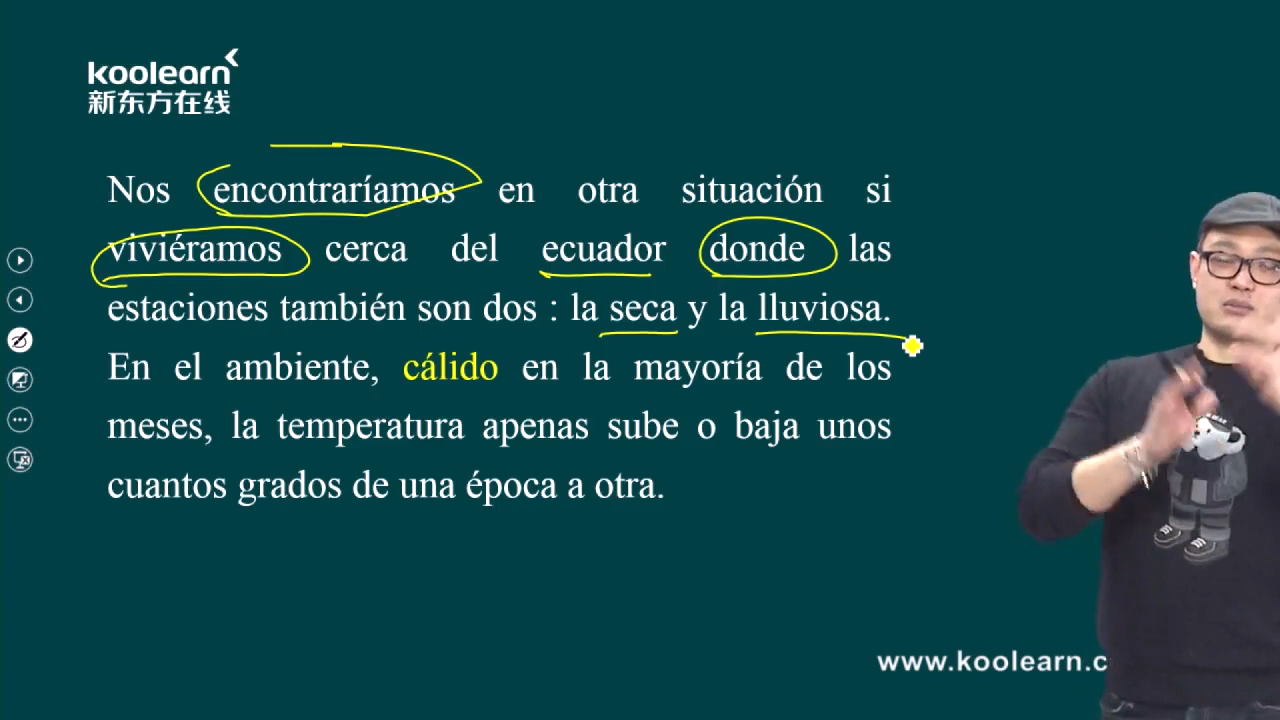 koolearn
新东方在线
Nos encontraríamos en otra situación si
viviéramos cerca del ecuador donde las
estaciones también son dos : la seca y la lluviosa.
En el ambiente, cálido en la mayoría de los
meses, la temperatura apenas sube o baja unos
cuantos grados de una época a otra.
www.koolearn.c